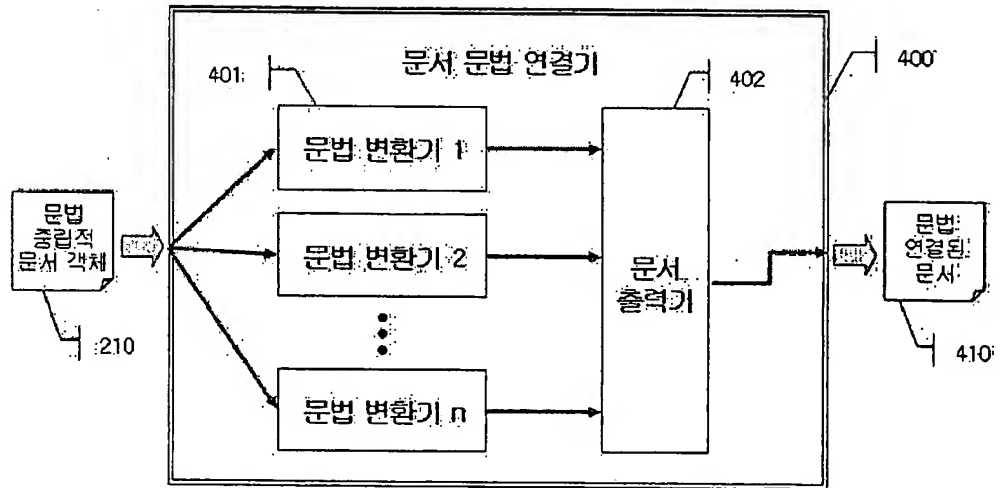 문서 문법 연결기
401
402
400
문법 변환기 1
문법
중립적
문서 객체
210
문법 변환기 2
문법 변환기 n
문서
출력기
문법
연결된
문서
410